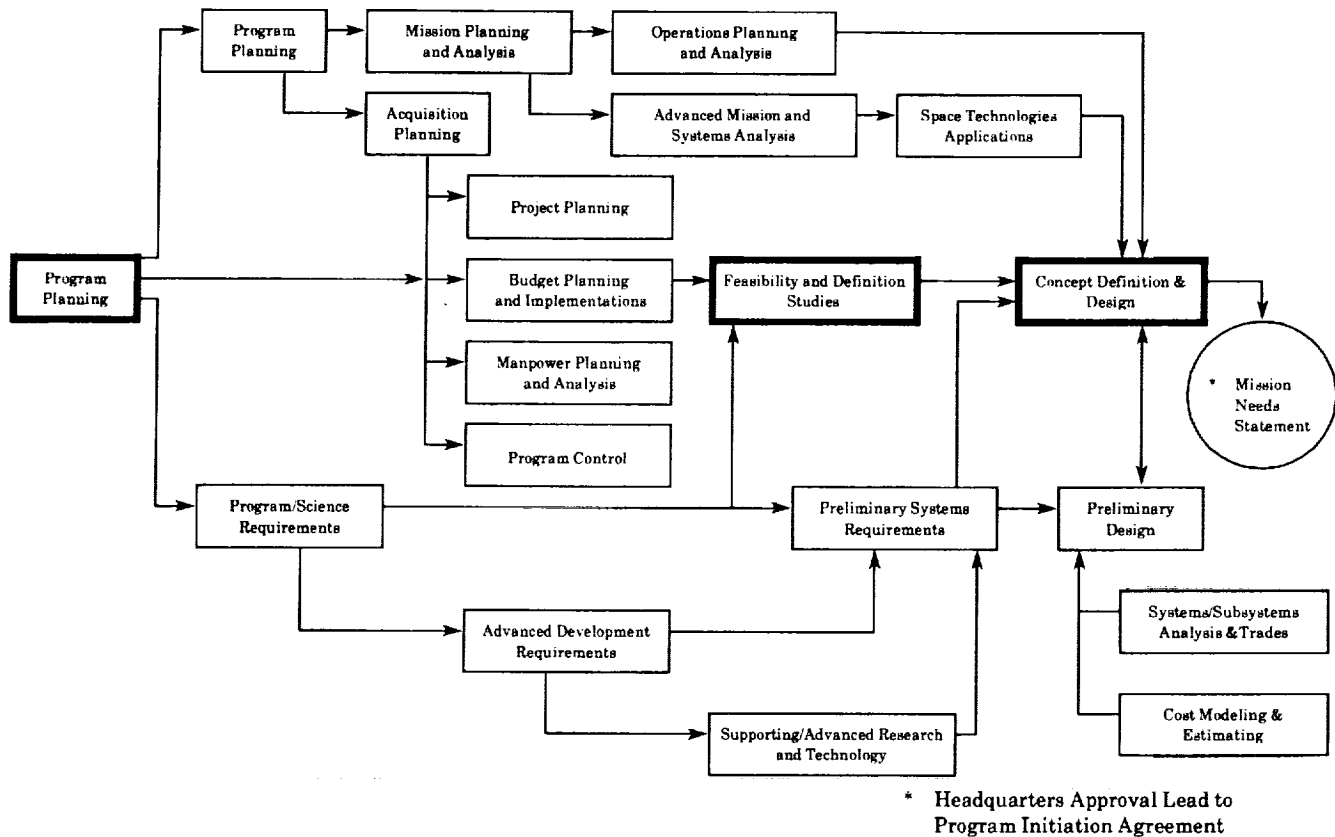 Program
Planning
Mission Planning
and Analysis
Operations Planning
and Analysis
Acquisition
Planning
Advanced Mission and
Systems Analysis
Space Technologies
Applications
Project Planning
Program
Planning
Budget Planning
and Implementations
Feasibility and Definition
Studies
Concept Definition &
Design
Manpower Planning
and Analysis
* Mission
Needs
Statement
Program Control
Program/Science
Requirements
Preliminary Systems
Requirements
Preliminary
Design
Advanced Development
Requirements
Systems/Subsystems
Analysis & Trades
Supporting/Advanced Research
and Technology
Cost Modeling &
Estimating
* Headquarters Approval Lead to
Program Initiation Agreement